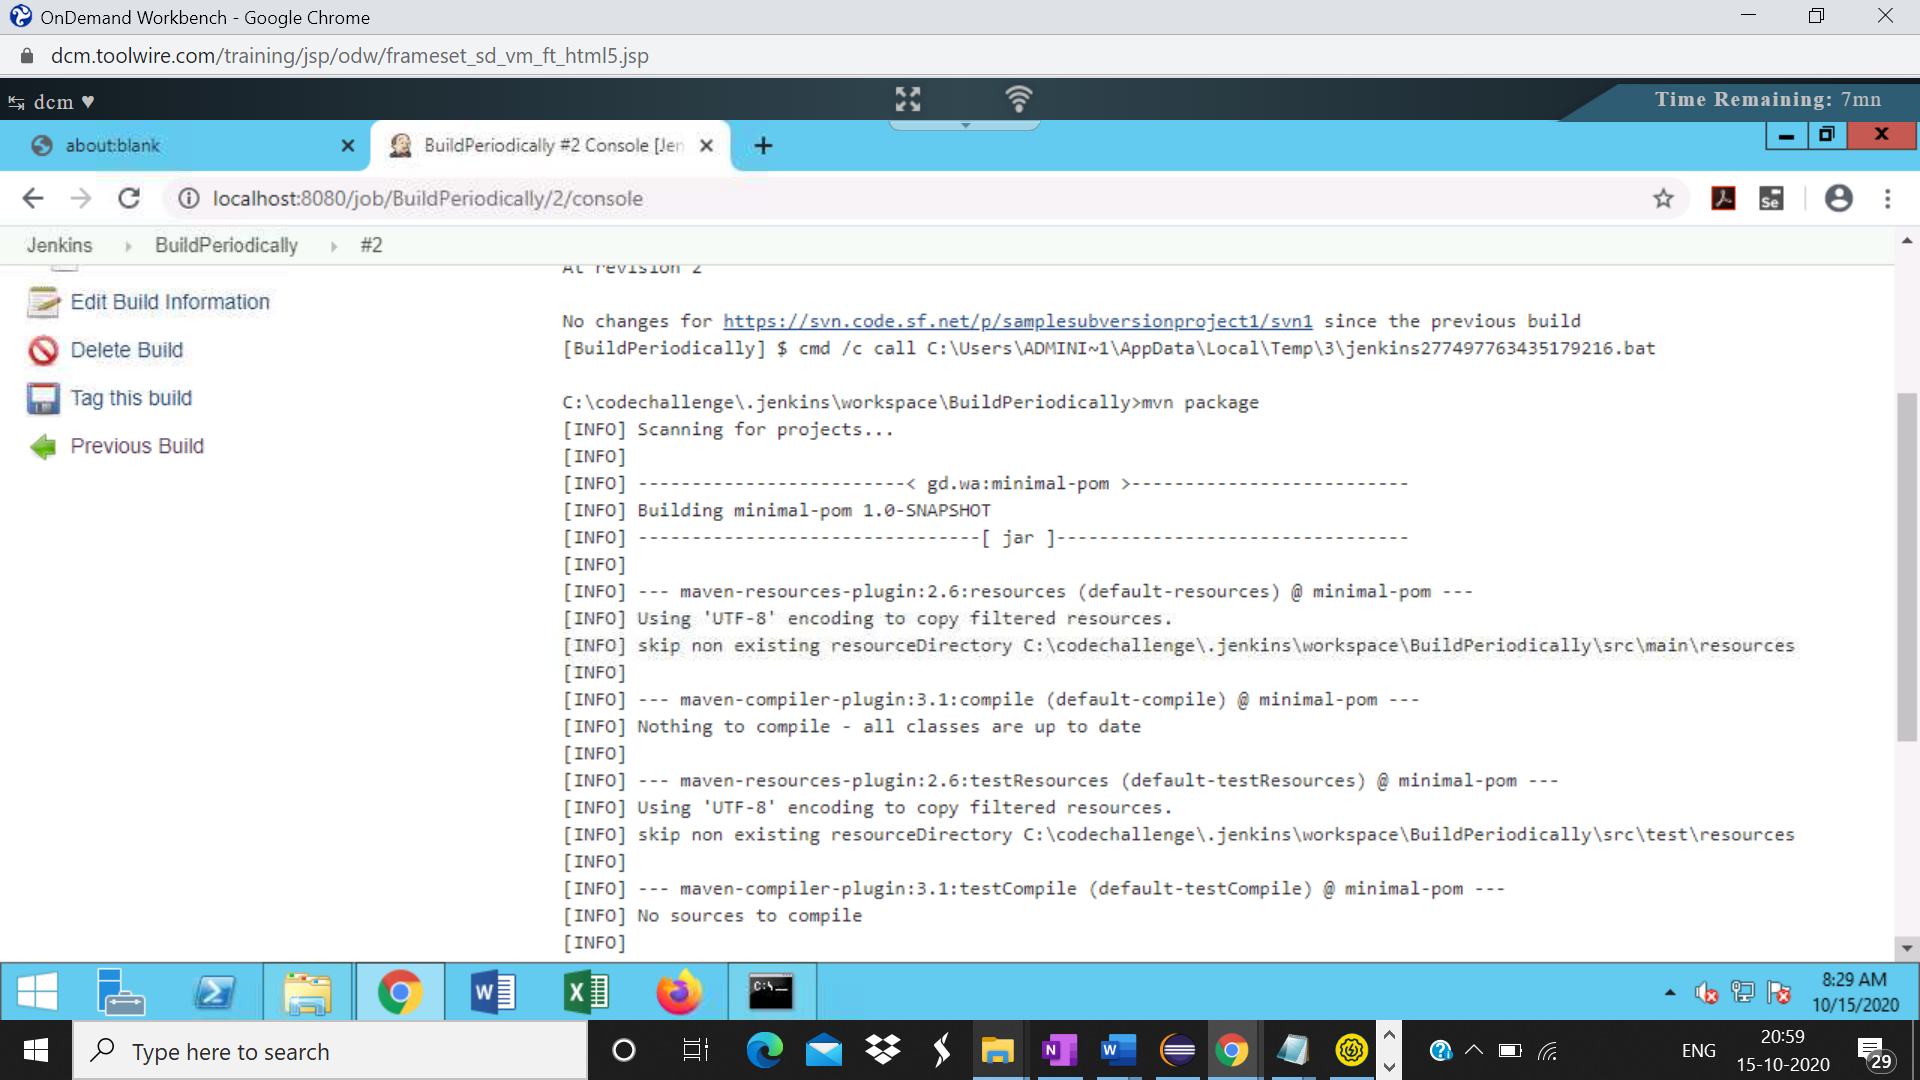 OnDemand Workbench - Google Chrome
dcm.toolwire.com/training/jsp/odw/frameset_sd_vm_ft_html5.jsp
dcm ♥
Time Remaining: 7mn
about:blank
BuildPeriodically #2 Console [Jen
localhost:8080/job/BuildPeriodically/2/console
Se
Jenkins
BuildPeriodically
#2
At revision 2
Edit Build Information
Delete Build
Tag this build
Previous Build
No changes for https://svn.code.sf.net/p/samplesubversionproject1/svn1 since the previous build
[BuildPeriodically] $ cmd /c call C:\Users\ADMINI~1\AppData\Local\Temp\3\jenkins277497763435179216.bat
C:\codechallenge\.jenkins\workspace\BuildPeriodically>mvn package
[INFO] Scanning for projects...
[INFO]
[INFO] -------------------------< gd.wa:minimal-pom >--------------------------
[INFO] Building minimal-pom 1.0-SNAPSHOT
[INFO] --------------------------------[ jar ]---------------------------------
[INFO]
[INFO] --- maven-resources-plugin:2.6:resources (default-resources) @ minimal-pom ---
[INFO] Using 'UTF-8' encoding to copy filtered resources.
[INFO] skip non existing resourceDirectory C:\codechallenge\.jenkins\workspace\BuildPeriodically\src\main\resources
[INFO]
[INFO] --- maven-compiler-plugin:3.1:compile (default-compile) @ minimal-pom ---
[INFO] Nothing to compile - all classes are up to date
[INFO]
[INFO] --- maven-resources-plugin:2.6:testResources (default-testResources) @ minimal-pom ---
[INFO] Using 'UTF-8' encoding to copy filtered resources.
[INFO] skip non existing resourceDirectory C:\codechallenge\.jenkins\workspace\BuildPeriodically\src\test\resources
[INFO]
[INFO] --- maven-compiler-plugin:3.1:testCompile (default-testCompile) @ minimal-pom ---
[INFO] No sources to compile
[INFO]
8:29 AM
10/15/2020
Type here to search
ENG
20:59
15-10-2020
29